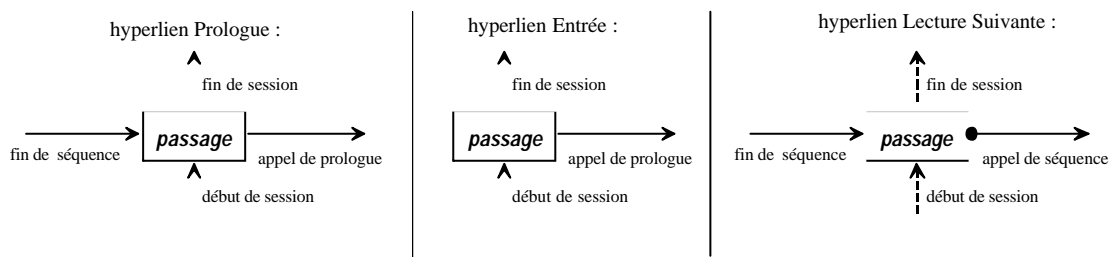 hyperlien Prologue :
fin de session
passage
fin de séquence
appel de prologue
début de session
hyperlien Entrée :
fin de session
passage
appel de prologue
début de session
hyperlien Lecture Suivante :
fin de session
passage
fin de séquence
appel de séquence
début de session